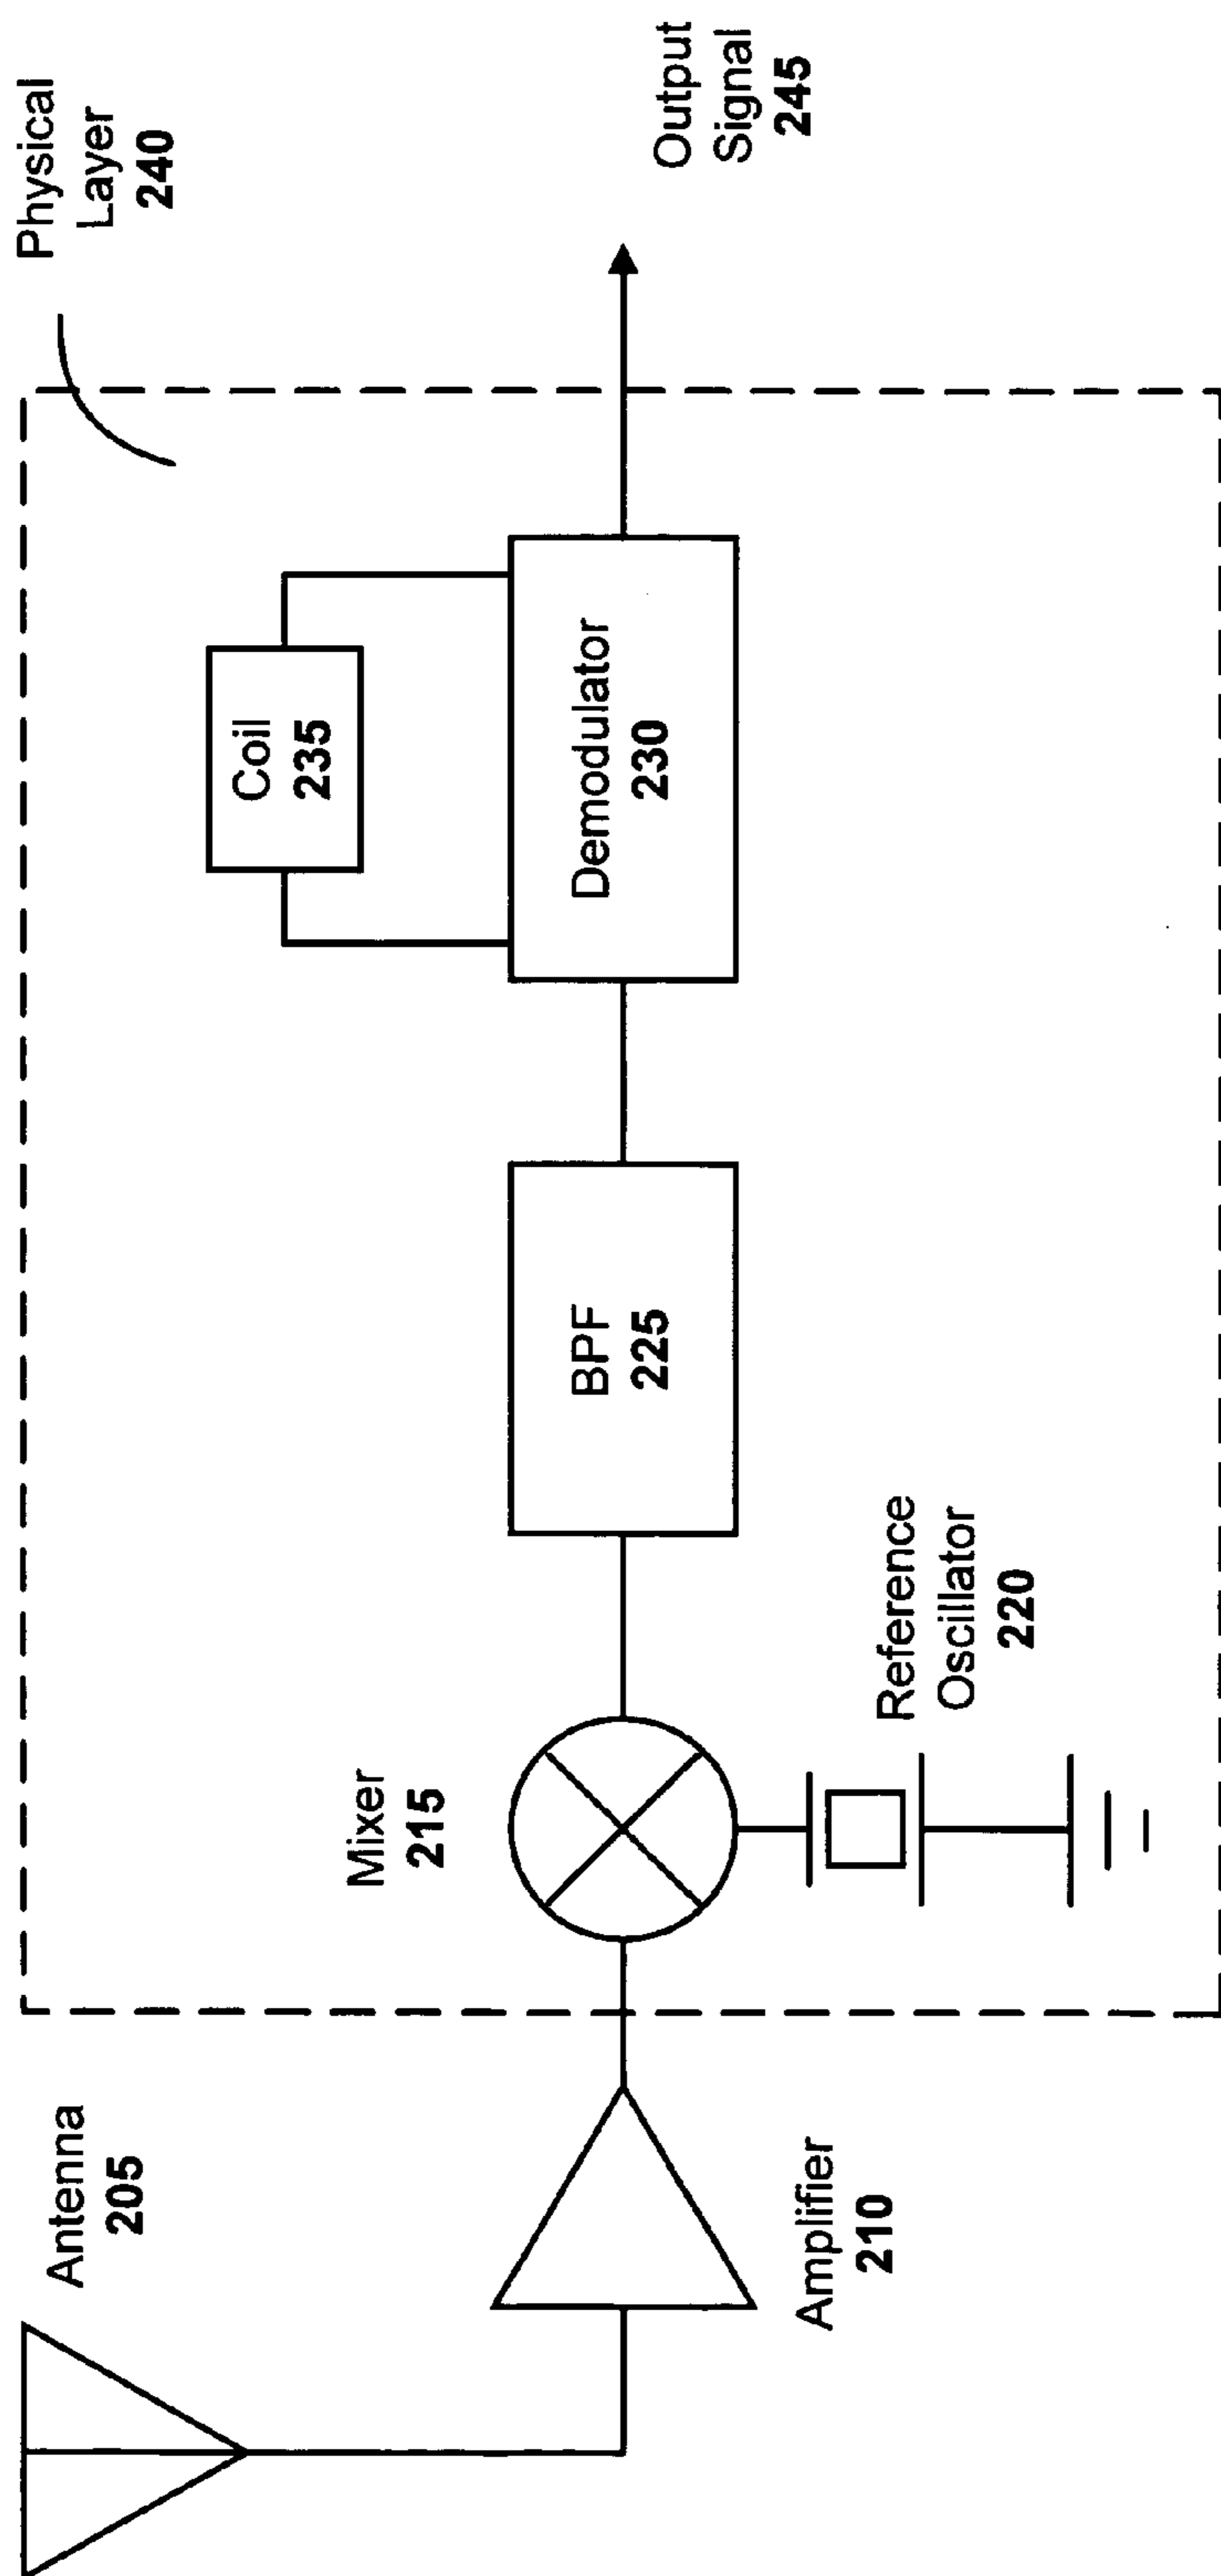 Antenna
205
Amplifier
210
Mixer
215
Reference
Oscillator
220
BPF
225
Coil
235
Demodulator
230
Physical
Layer
240
Output
Signal
245